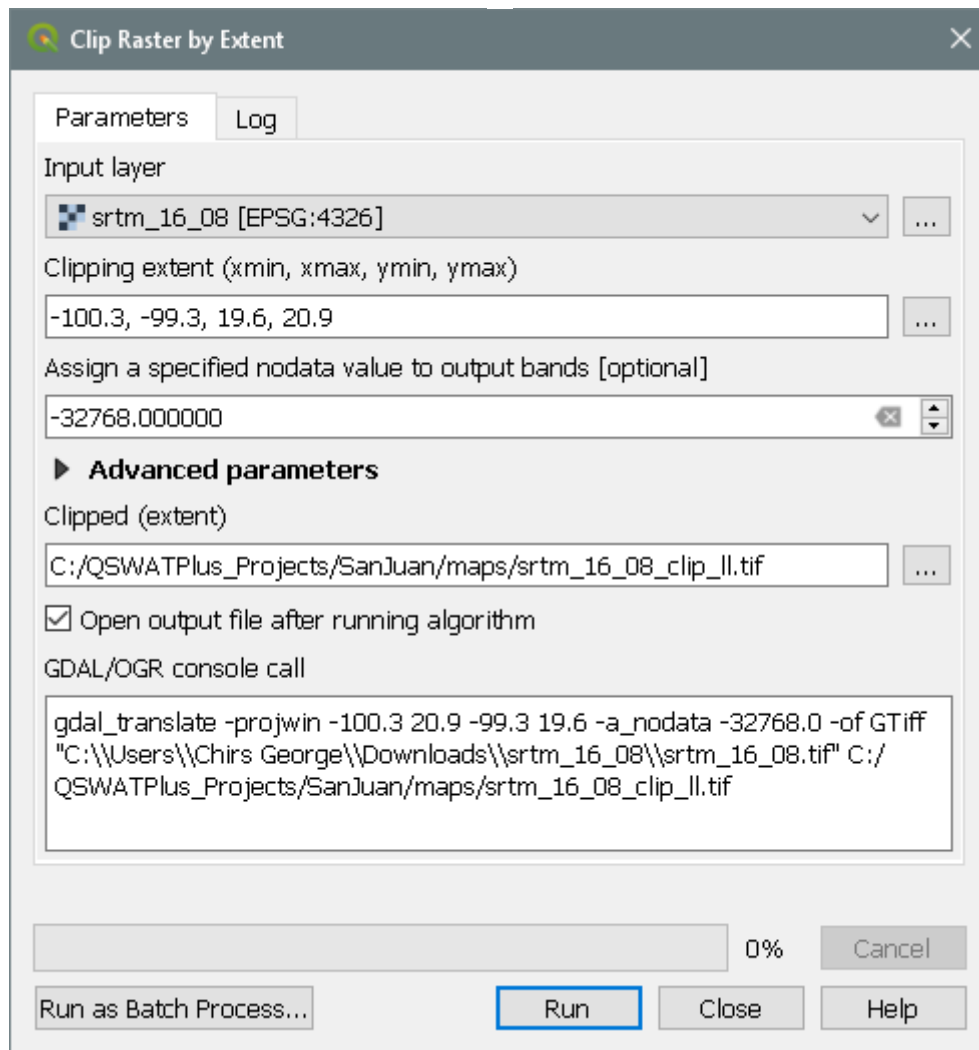 Clip Raster by Extent
Parameters
Log
Input layer
srtm_16_08 [EPSG:4326]
...
Clipping extent (xmin, xmax, ymin, ymax)
-100.3, -99.3, 19.6, 20.9
...
Assign a specified nodata value to output bands [optional]
-32768.000000
Advanced parameters
Clipped (extent)
C:/QSWATPlus_Projects/SanJuan/maps/srtm_16_08_clip_ll.tif
...
Open output file after running algorithm
GDAL/OGR console call
gdal_translate -projwin -100.3 20.9 -99.3 19.6 -a_nodata -32768.0 -of GTiff
"C:\\Users\\Chirs George\\Downloads\\srtm_16_08\\srtm_16_08.tif" C:/
QSWATPlus_Projects/SanJuan/maps/srtm_16_08_clip_ll.tif
0%
Cancel
Run as Batch Process...
Run
Close
Help